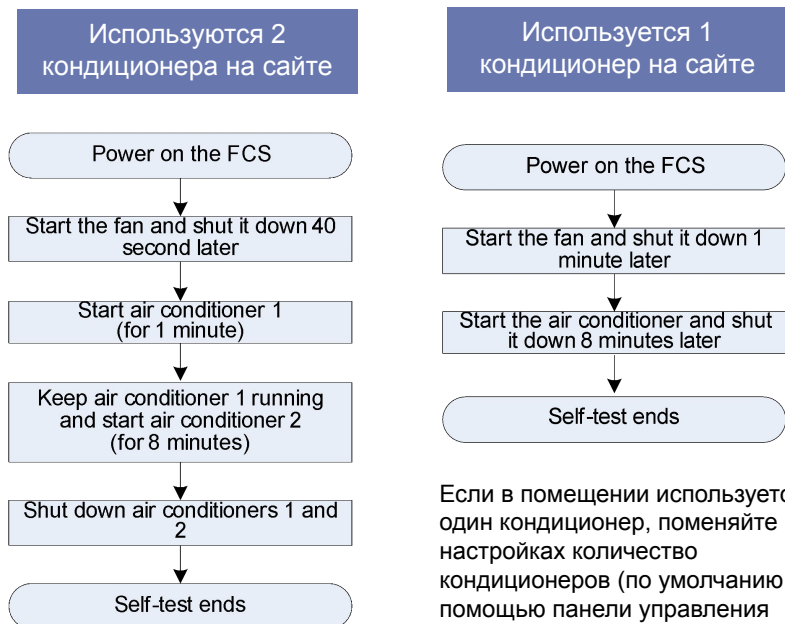 Используются 2
кондиционера на сайте
Power on the FCS
Start the fan and shut it down 40
second later
Start air conditioner 1
(for 1 minute)
Keep air conditioner 1 running
and start air conditioner 2
(for 8 minutes)
Shut down air conditioners 1 and
2
Self-test ends
Используется 1
кондиционер на сайте
Power on the FCS
Start the fan and shut it down 1
minute later
Start the air conditioner and shut
it down 8 minutes later
Self-test ends
Если в помещении
один кондиционер, поменяйте
настройках количество
кондиционеров (по умолчанию
помощью панели управления